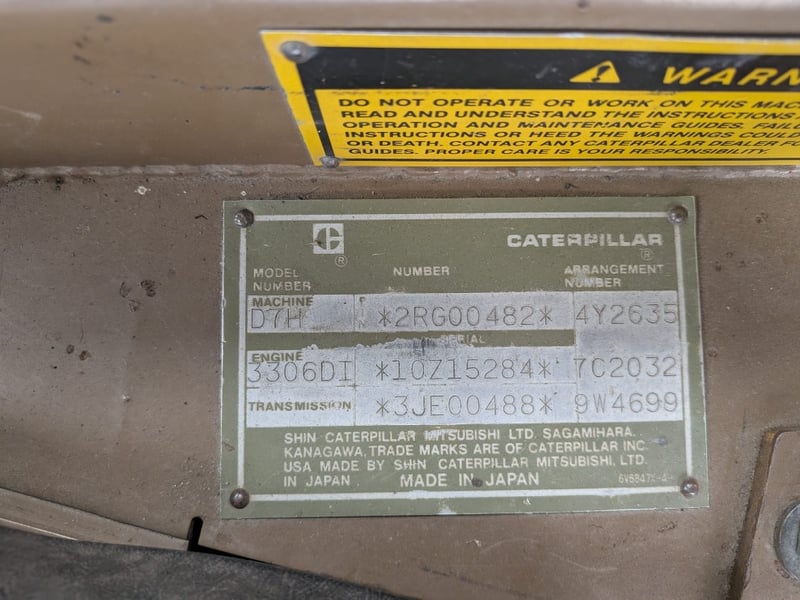 WARN
DO NOT OPERATE OR WORK ON THIS MAC
READ AND UNDERSTAND THE INSTRUCTIONS
OPERATION AND MAINTENANCE GUIDES. FAIL
INSTRUCTIONS OR HEED THE WARNINGS COUL
OR DEATH. CONTACT ANY CATERPILLAR DEALER FO
GUIDES. PROPER CARE IS YOUR RESPONSIBILITY.
C ® CATERPILLAR ®
MODEL NUMBER NUMBER ARRANGEMENT NUMBER
MACHINE
D7H *2RG00482* 4Y2635
SERIAL
ENGINE
3306DI *10Z15284* 7C2032
TRANSMISSION *3JE00488* 9W4699
SHIN CATERPILLAR MITSUBISHI LTD. SAGAMIHARA.
KANAGAWA. TRADE MARKS ARE OF CATERPILLAR INC.
USA MADE BY SHIN CATERPILLAR MITSUBISHI. LTD.
IN JAPAN MADE IN JAPAN